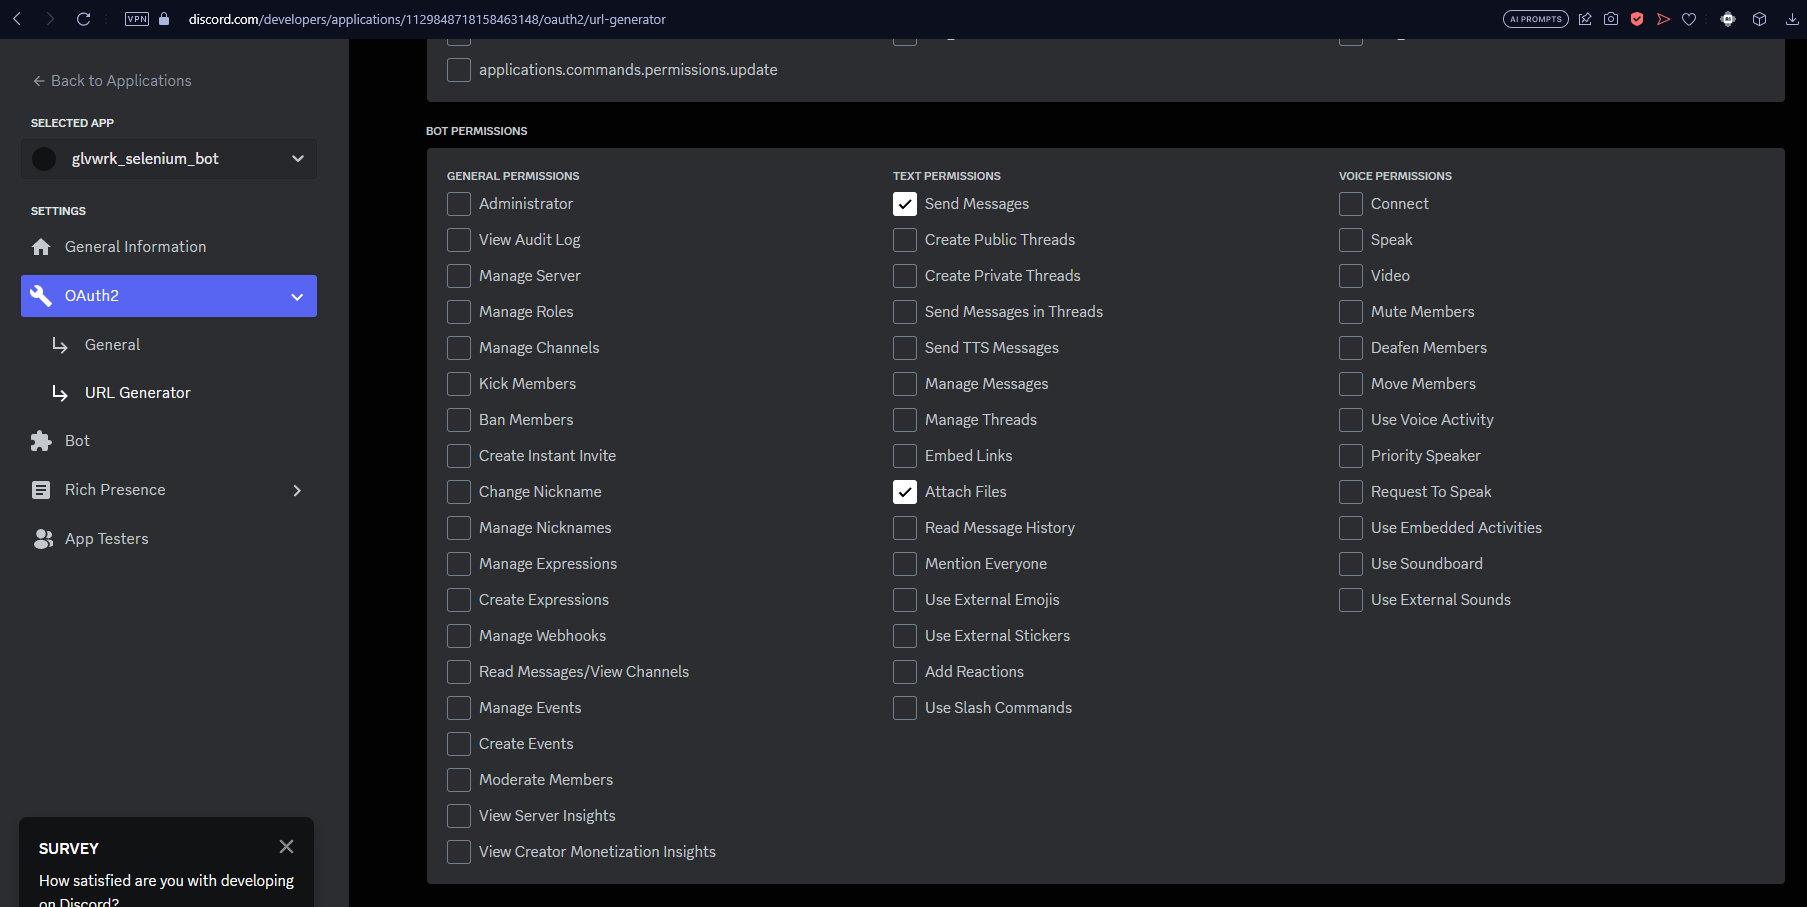 VPN
discord.com/developers/applications/1129848718158463148/oauth2/url-generator
AI PROMPTS
← Back to Applications
SELECTED APP
glvwrk_selenium_bot
SETTINGS
General Information
OAuth2
General
URL Generator
Bot
Rich Presence
App Testers
SURVEY
How satisfied are you with developing
on Discord?
applications.commands.permissions.update
BOT PERMISSIONS
GENERAL PERMISSIONS
Administrator
View Audit Log
Manage Server
Manage Roles
Manage Channels
Kick Members
Ban Members
Create Instant Invite
Change Nickname
Manage Nicknames
Manage Expressions
Create Expressions
Manage Webhooks
Read Messages/View Channels
Manage Events
Create Events
Moderate Members
View Server Insights
View Creator Monetization Insights
TEXT PERMISSIONS
Send Messages
Create Public Threads
Create Private Threads
Send Messages in Threads
Send TTS Messages
Manage Messages
Manage Threads
Embed Links
Attach Files
Read Message History
Mention Everyone
Use External Emojis
Use External Stickers
Add Reactions
Use Slash Commands
VOICE PERMISSIONS
Connect
Speak
Video
Mute Members
Deafen Members
Move Members
Use Voice Activity
Priority Speaker
Request To Speak
Use Embedded Activities
Use Soundboard
Use External Sounds